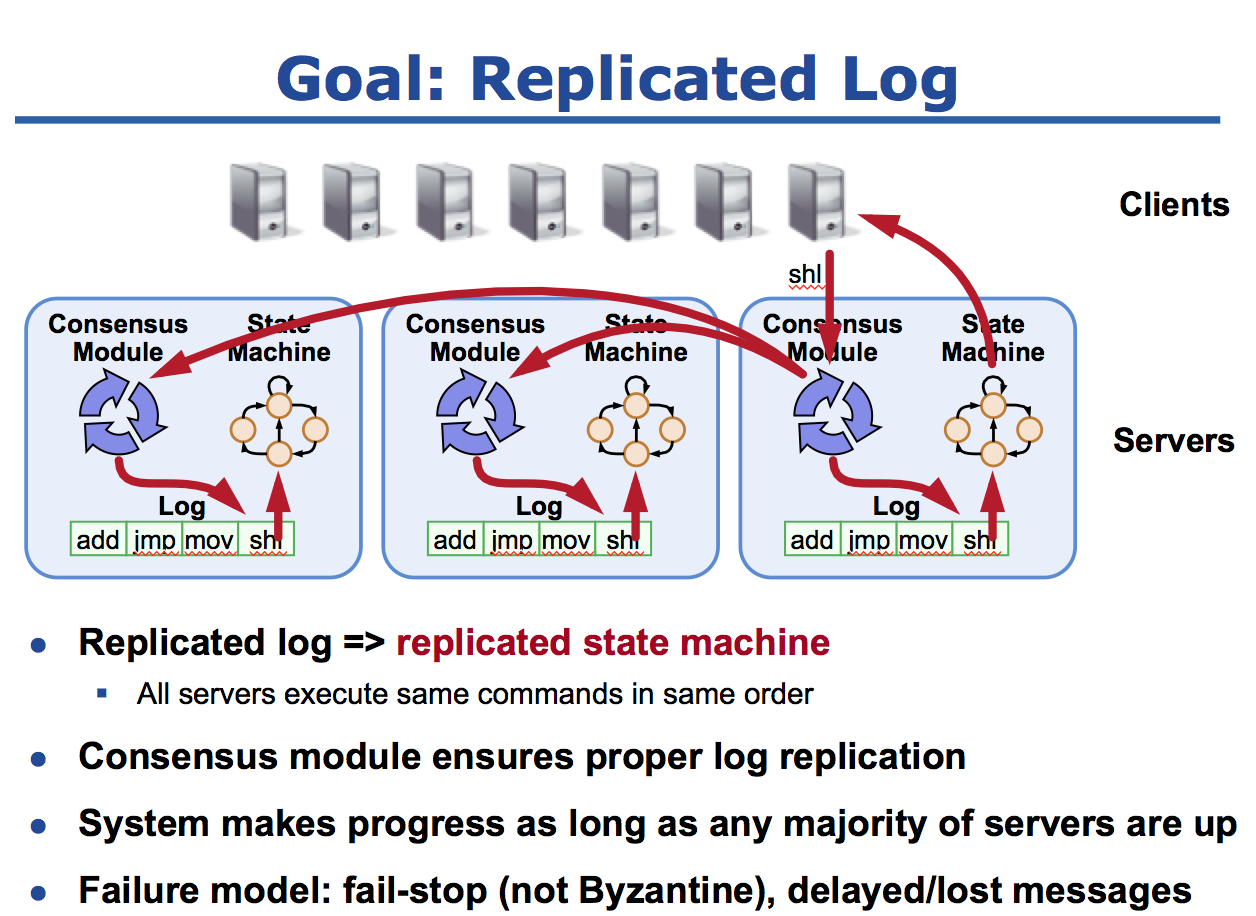 Goal: Replicated Log
Clients
shl
Consensus Module
State Machine
Consensus Module
State Machine
Consensus Module
State Machine
Servers
Log
add jmp mov shl
Log
add jmp mov shl
Log
add jmp mov shl
Replicated log => replicated state machine
All servers execute same commands in same order
Consensus module ensures proper log replication
System makes progress as long as any majority of servers are up
Failure model: fail-stop (not Byzantine), delayed/lost messages